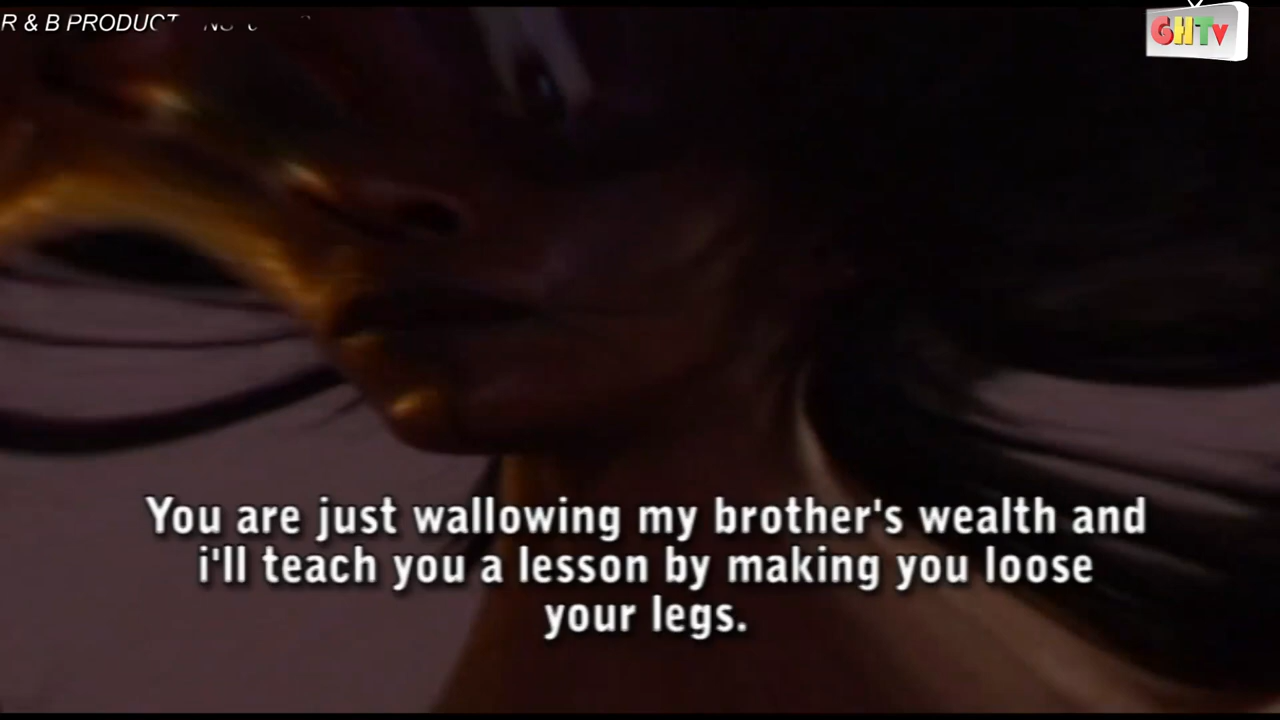 R & B PRODUCT
GHTv
You are just wallowing my brother's wealth and
i'll teach you a lesson by making you loose
your legs.